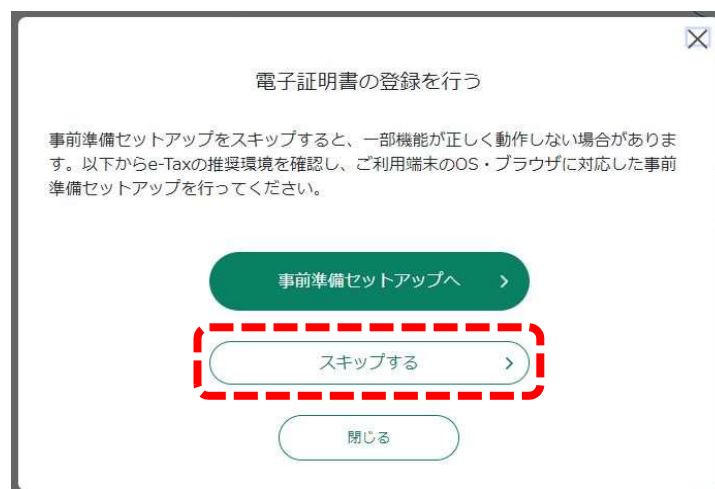 電子証明書の登録を行う
事前準備セットアップをスキップすると、一部機能が正しく動作しない場合がありま
す。以下からe-Taxの推奨環境を確認し、ご利用端末のOS・ブラウザに対応した事前
準備セットアップを行ってください。
事前準備セットアップへ
スキップする
閉じる